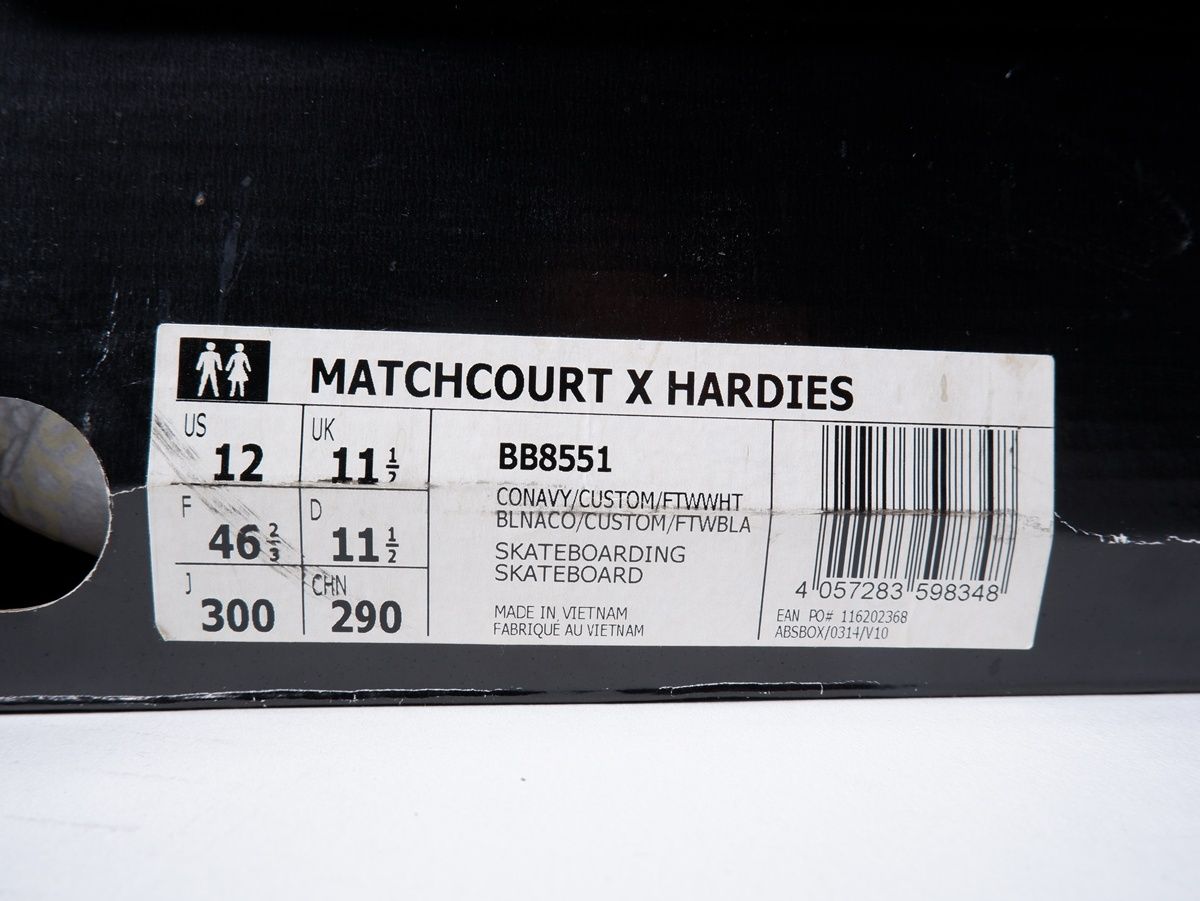 MATCHCOURT X HARDIES
US 12
UK 11 1/2
F 46 2/3
D 11 1/2
J 300
CHN 290
BB8551
CONAVY/CUSTOM/FTWWHT
BLNACO/CUSTOM/FTWBLA
SKATEBOARDING
SKATEBOARD
MADE IN VIETNAM
FABRIQUÉ AU VIETNAM
4 057283 598348
EAN PO# 116202368
ABSBOX/0314/V10